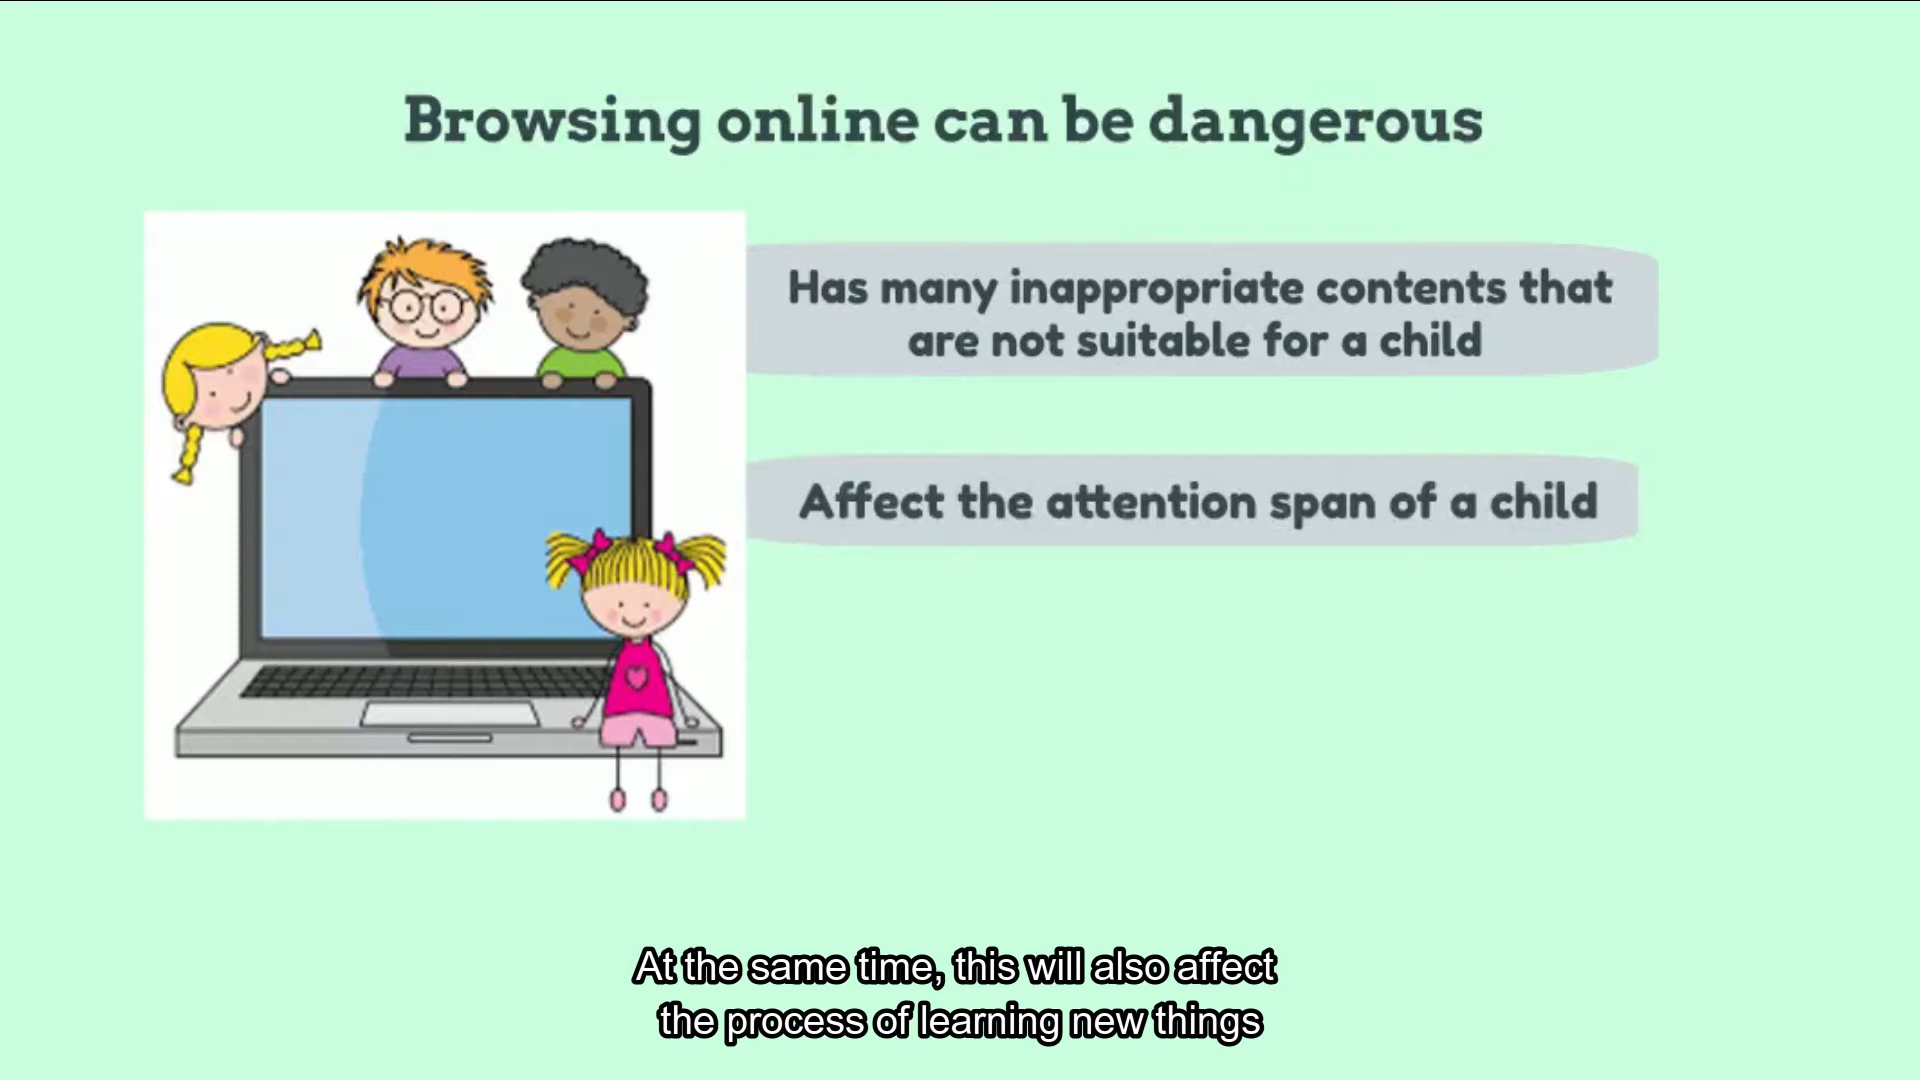 Browsing online can be dangerous
Has many inappropriate contents that
are not suitable for a child
Affect the attention span of a child
At the same time, this will also affect
the process of learning new things